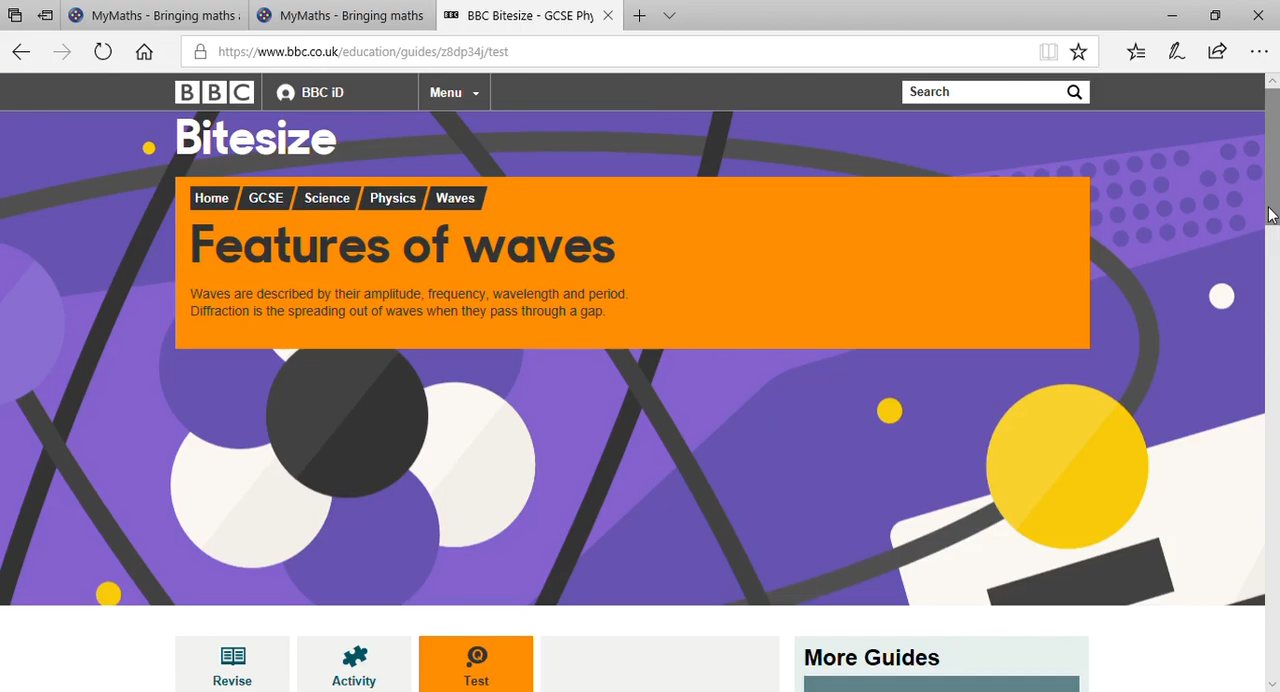 MyMaths - Bringing maths
MyMaths - Bringing maths
BBC Bitesize - GCSE Phy
https://www.bbc.co.uk/education/guides/z8dp34j/test
BBC
BBC iD
Menu
Search
Bitesize
Home
GCSE
Science
Physics
Waves
Features of waves
Waves are described by their amplitude, frequency, wavelength and period.
Diffraction is the spreading out of waves when they pass through a gap.
Revise
Activity
Test
More Guides